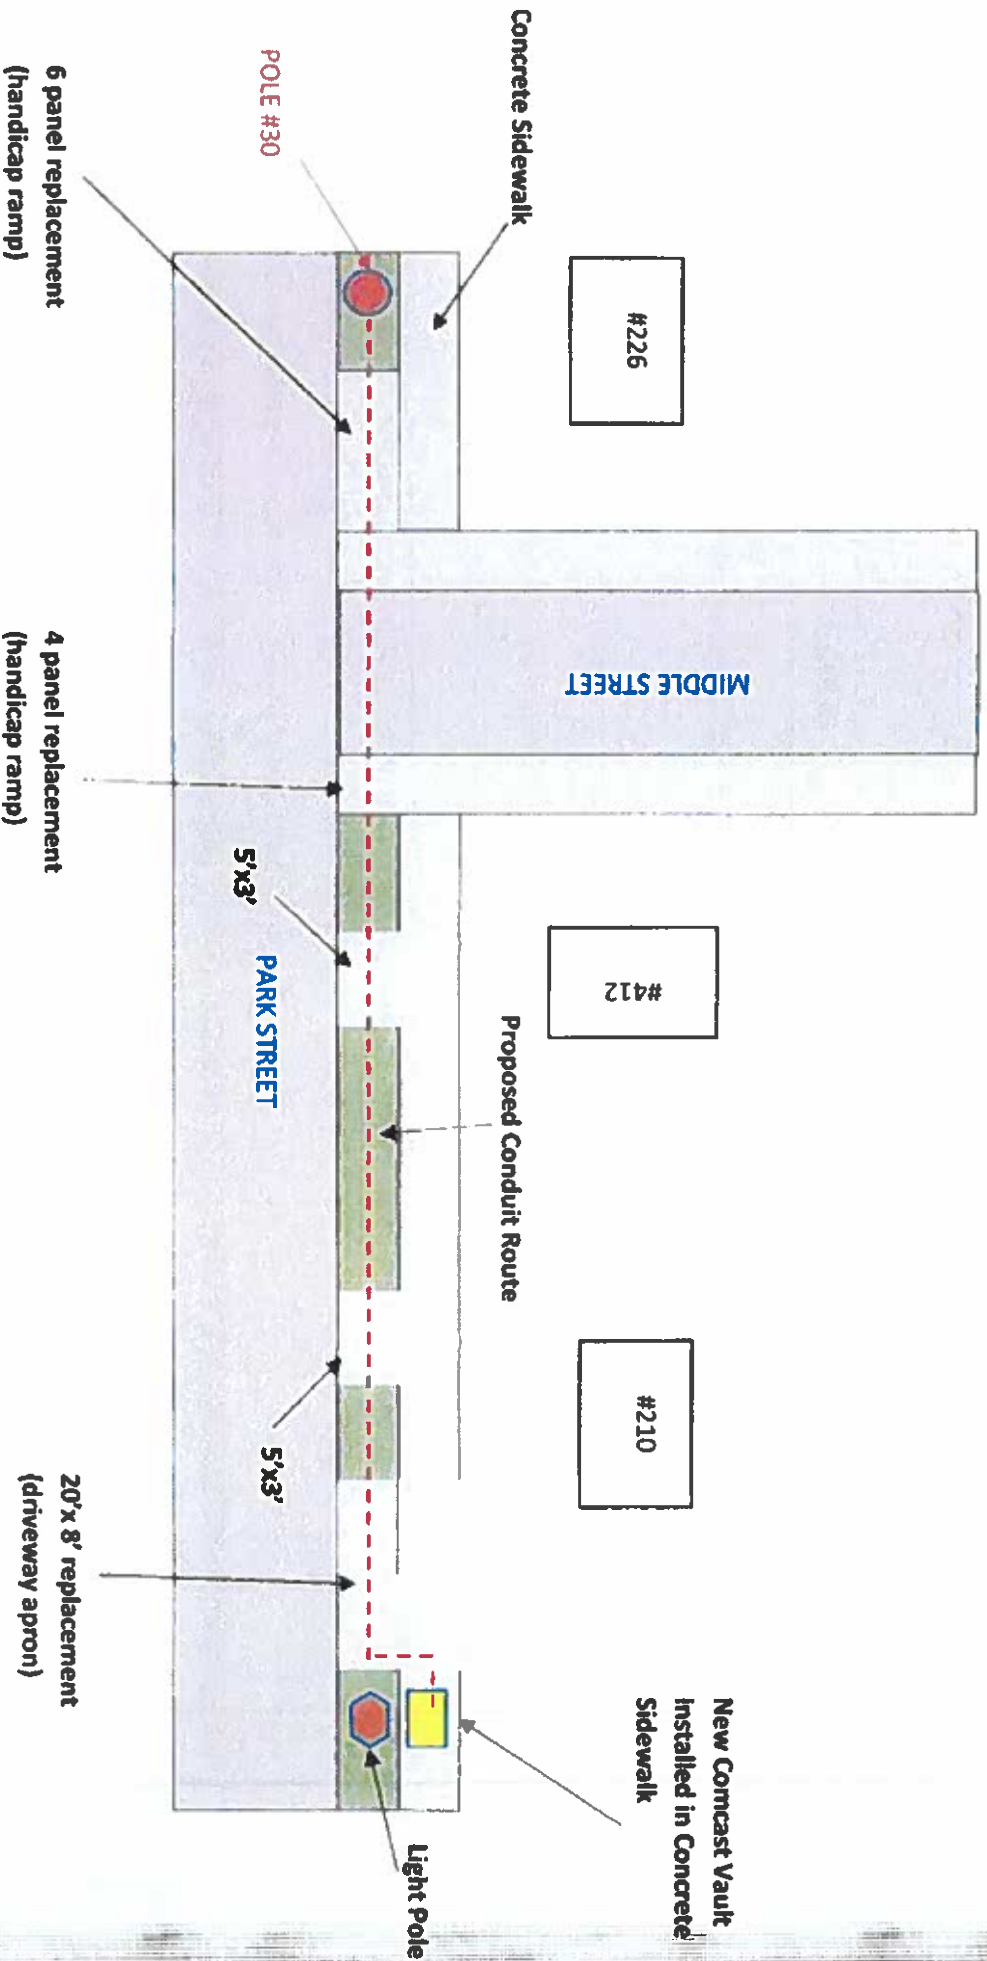 New Comcast Vault
Installed in Concrete
Sidewalk
#226
MIDDLE STREET
#412
#210
Concrete Sidewalk
Proposed Conduit Route
Light Pole
POLE #30
5'x3'
PARK STREET
5'x3'
6 panel replacement
(handicap ramp)
4 panel replacement
(handicap ramp)
20'x 8' replacement
(driveway apron)